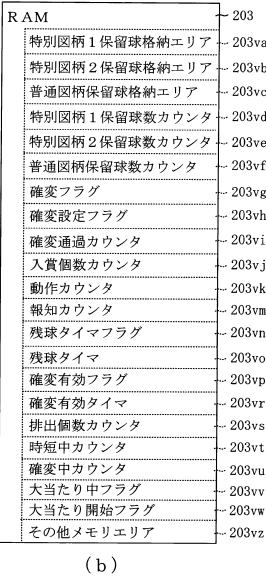 RAM 203
特別図柄1保留球格納エリア 203va
特別図柄2保留球格納エリア 203vb
普通図柄保留球格納エリア 203vc
特別図柄1保留球数カウンタ 203vd
特別図柄2保留球数カウンタ 203ve
普通図柄保留球数カウンタ 203vf
確変フラグ 203vg
確変設定フラグ 203vh
確変通過カウンタ 203vi
入賞個数カウンタ 203vj
動作カウンタ 203vk
報知カウンタ 203vm
残球タイマフラグ 203vn
残球タイマ 203vo
確変有効フラグ 203vp
確変有効タイマ 203vr
排出個数カウンタ 203vs
時短中カウンタ 203vt
確変中カウンタ 203vu
大当たり中フラグ 203vv
大当たり開始フラグ 203vw
その他メモリエリア 203vz
(b)